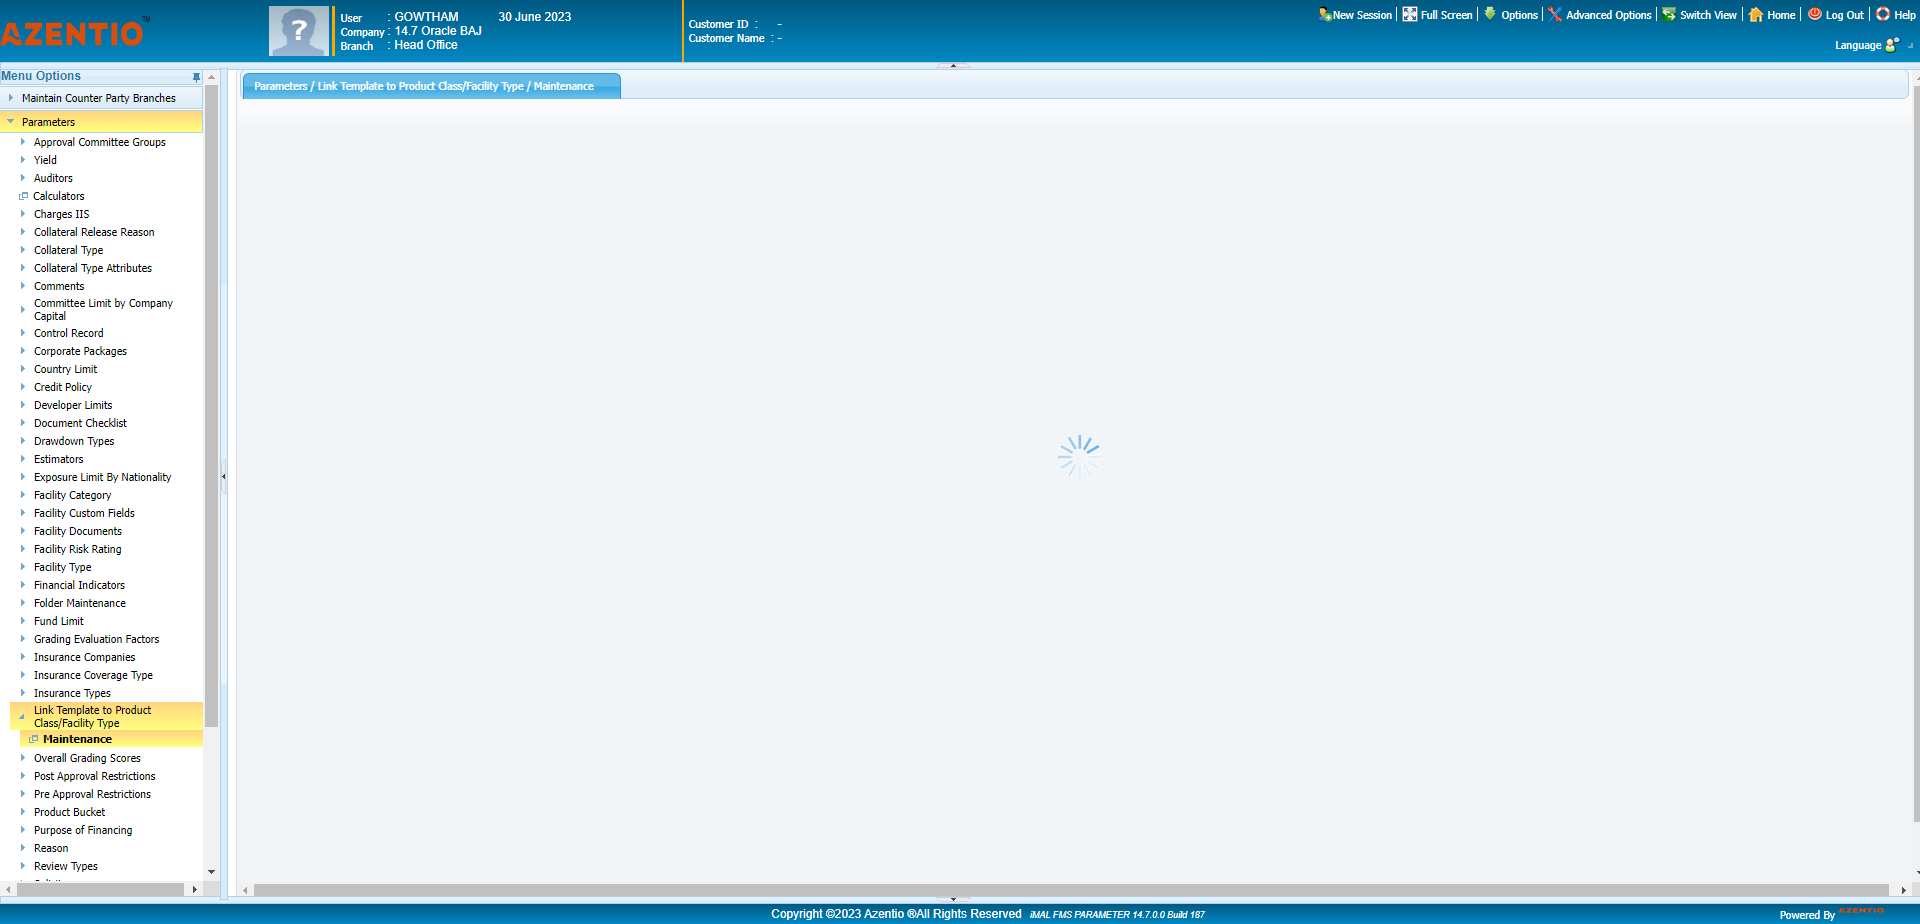 AZENTIO™
User : GOWTHAM 30 June 2023
Company : 14.7 Oracle BAJ
Branch : Head Office
Customer ID : -
Customer Name : -
New Session Full Screen Options Advanced Options Switch View Home Log Out Help
Language
Menu Options
Maintain Counter Party Branches
Parameters
Approval Committee Groups
Yield
Auditors
Calculators
Charges IIS
Collateral Release Reason
Collateral Type
Collateral Type Attributes
Comments
Committee Limit by Company
Capital
Control Record
Corporate Packages
Country Limit
Credit Policy
Developer Limits
Document Checklist
Drawdown Types
Estimators
Exposure Limit By Nationality
Facility Category
Facility Custom Fields
Facility Documents
Facility Risk Rating
Facility Type
Financial Indicators
Folder Maintenance
Fund Limit
Grading Evaluation Factors
Insurance Companies
Insurance Coverage Type
Insurance Types
Link Template to Product
Class/Facility Type
Maintenance
Overall Grading Scores
Post Approval Restrictions
Pre Approval Restrictions
Product Bucket
Purpose of Financing
Reason
Review Types
Parameters / Link Template to Product Class/Facility Type / Maintenance
?
Copyright ©2023 Azentio ®All Rights Reserved iMAL FMS PARAMETER 14.7.0.0 Build 187
Powered By AZENTIO